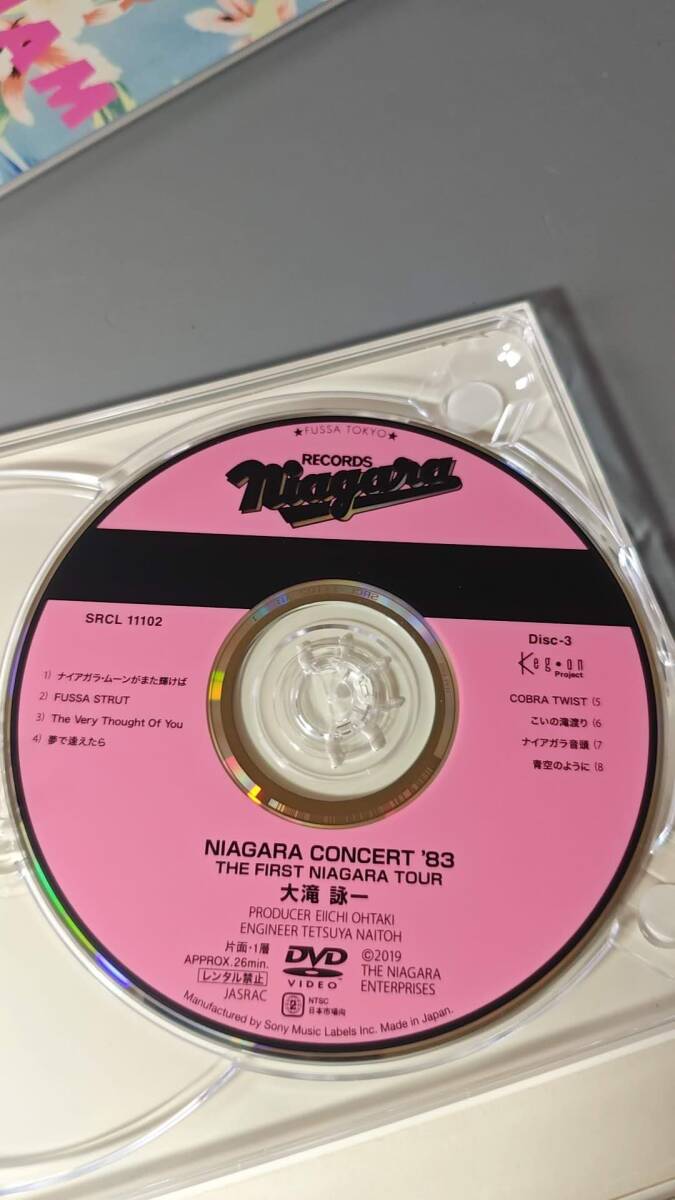 IAM
★FUSSA TOKYO★
RECORDS
Niagara
SRCL 11102
Disc-3
Keg•on
Project
1) ナイアガラ・ムーンがまた輝けば
2) FUSSA STRUT
3) The Very Thought Of You
4) 夢で逢えたら
COBRA TWIST (5
こいの滝渡り (6
ナイアガラ音頭 (7
青空のように (8
NIAGARA CONCERT '83
THE FIRST NIAGARA TOUR
大滝 詠一
PRODUCER EIICHI OHTAKI
ENGINEER TETSUYA NAITOH
片面・1層
APPROX.26min.
レンタル禁止
JASRAC
DVD
VIDEO™
2
NTSC
日本市場向
©2019
THE NIAGARA
ENTERPRISES
Manufactured by Sony Music Labels Inc. Made in Japan.